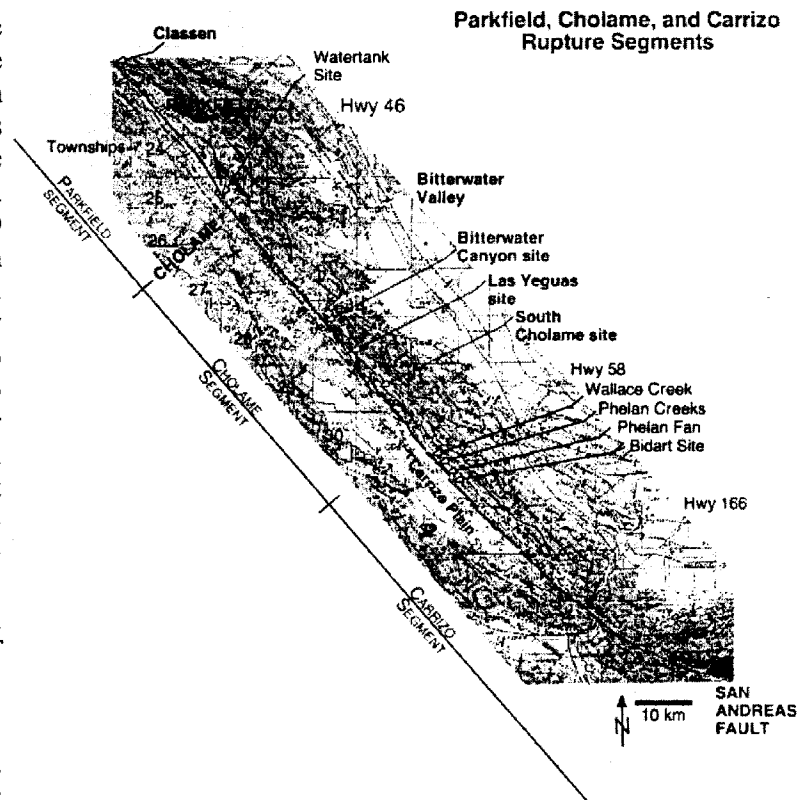 Parkfield, Cholame, and Carrizo
Rupture Segments
Classen
Watertank
Site
Hwy 46
Townships
24
25
26
27
PARKFIELD
SEGMENT
CHOLAME
Bitterwater
Valley
Bitterwater
Canyon site
Las Yeguas
site
South
Cholame site
CHOLAME
SEGMENT
Hwy 58
Wallace Creek
Phelan Creeks
Phelan Fan
Bidart Site
Carrizo Plain
Hwy 166
CARRIZO
SEGMENT
N
10 km
SAN
ANDREAS
FAULT